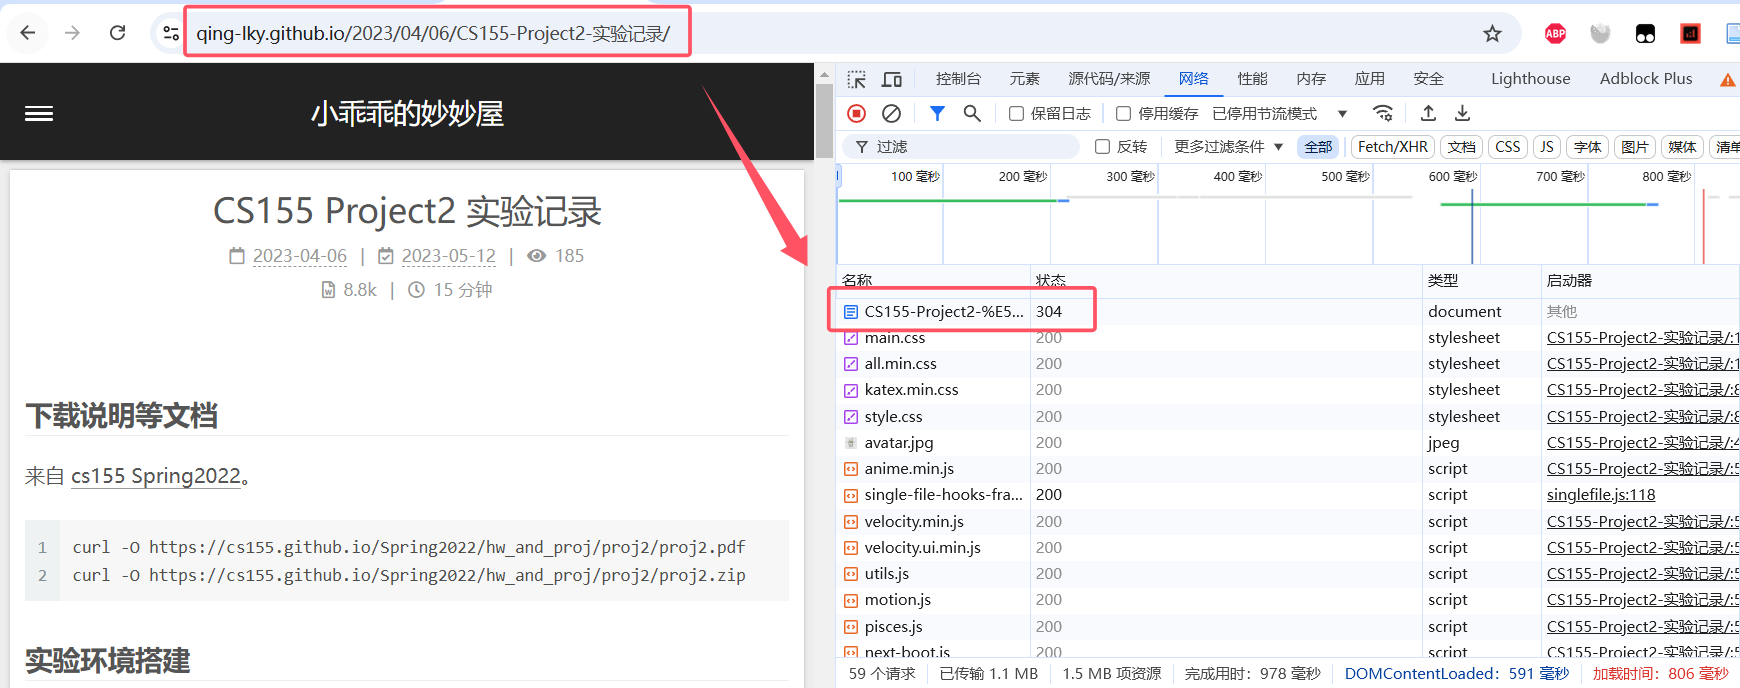 qing-lky.github.io/2023/04/06/CS155-Project2-实验记录/
ABP
小乖乖的妙妙屋
CS155 Project2 实验记录
2023-04-06 | 2023-05-12 | 185
8.8k | 15 分钟
下载说明等文档
来自 cs155 Spring2022。
1 curl -O https://cs155.github.io/Spring2022/hw_and_proj/proj2/proj2.pdf
2 curl -O https://cs155.github.io/Spring2022/hw_and_proj/proj2/proj2.zip
实验环境搭建
控制台 元素 源代码/来源 网络 性能 内存 应用 安全 Lighthouse Adblock Plus
保留日志 停用缓存 已停用节流模式
过滤 反转 更多过滤条件 全部 Fetch/XHR 文档 CSS JS 字体 图片 媒体 清单
100 毫秒 200 毫秒 300 毫秒 400 毫秒 500 毫秒 600 毫秒 700 毫秒 800 毫秒
名称 状态 类型 启动器
CS155-Project2-%E5... 304 document 其他
main.css 200 stylesheet CS155-Project2-实验记录/:1
all.min.css 200 stylesheet CS155-Project2-实验记录/:1
katex.min.css 200 stylesheet CS155-Project2-实验记录/:8
style.css 200 stylesheet CS155-Project2-实验记录/:8
avatar.jpg 200 jpeg CS155-Project2-实验记录/:4
anime.min.js 200 script CS155-Project2-实验记录/:5
single-file-hooks-fra... 200 script singlefile.js:118
velocity.min.js 200 script CS155-Project2-实验记录/:5
velocity.ui.min.js 200 script CS155-Project2-实验记录/:5
utils.js 200 script CS155-Project2-实验记录/:5
motion.js 200 script CS155-Project2-实验记录/:5
pisces.js 200 script CS155-Project2-实验记录/:5
next-boot.js 200 script CS155-Project2-实验记录/:5
59 个请求 已传输 1.1 MB 1.5 MB 项资源 完成用时：978 毫秒 DOMContentLoaded：591 毫秒 加载时间：806 毫秒